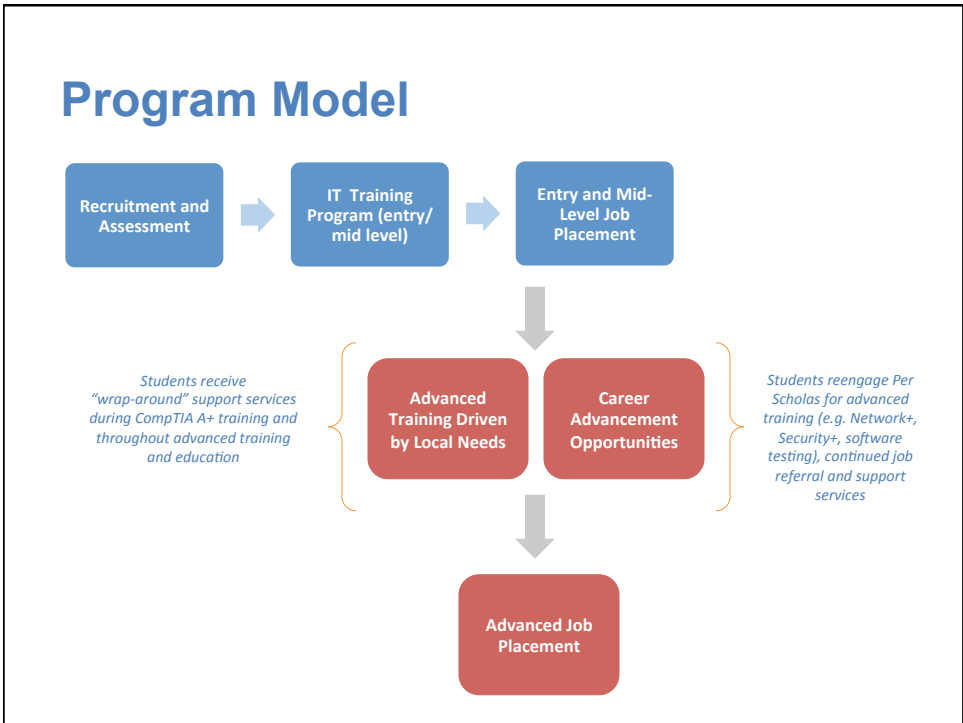 Program Model
Recruitment and
Assessment
IT Training
Program (entry/
mid level)
Entry and Mid-
Level Job
Placement
Students receive
“wrap-around” support services
during CompTIA A+ training and
throughout advanced training
and education
Advanced
Training Driven
by Local Needs
Career
Advancement
Opportunities
Students reengage Per
Scholas for advanced
training (e.g. Network+,
Security+, software
testing), continued job
referral and support
services
Advanced Job
Placement